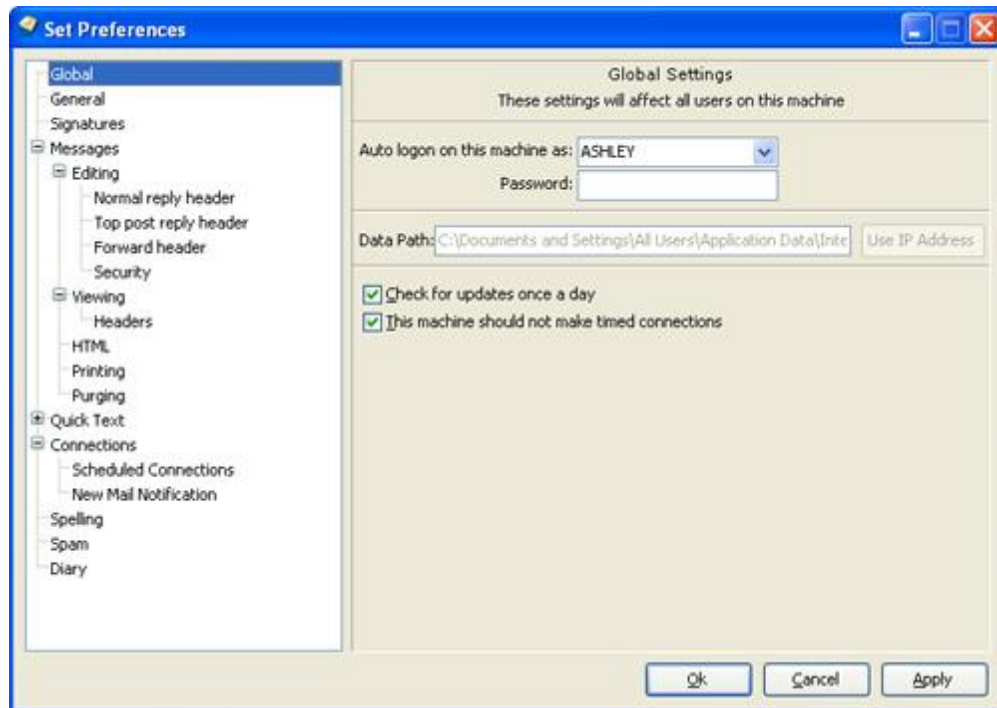 Set Preferences
Global
General
Signatures
Messages
Editing
Normal reply header
Top post reply header
Forward header
Security
Viewing
Headers
HTML
Printing
Purging
Quick Text
Connections
Scheduled Connections
New Mail Notification
Spelling
Spam
Diary
Global Settings
These settings will affect all users on this machine
Auto logon on this machine as: ASHLEY
Password:
Data Path: C:\Documents and Settings\All Users\Application Data\Inte Use IP Address
Check for updates once a day
This machine should not make timed connections
Ok Cancel Apply